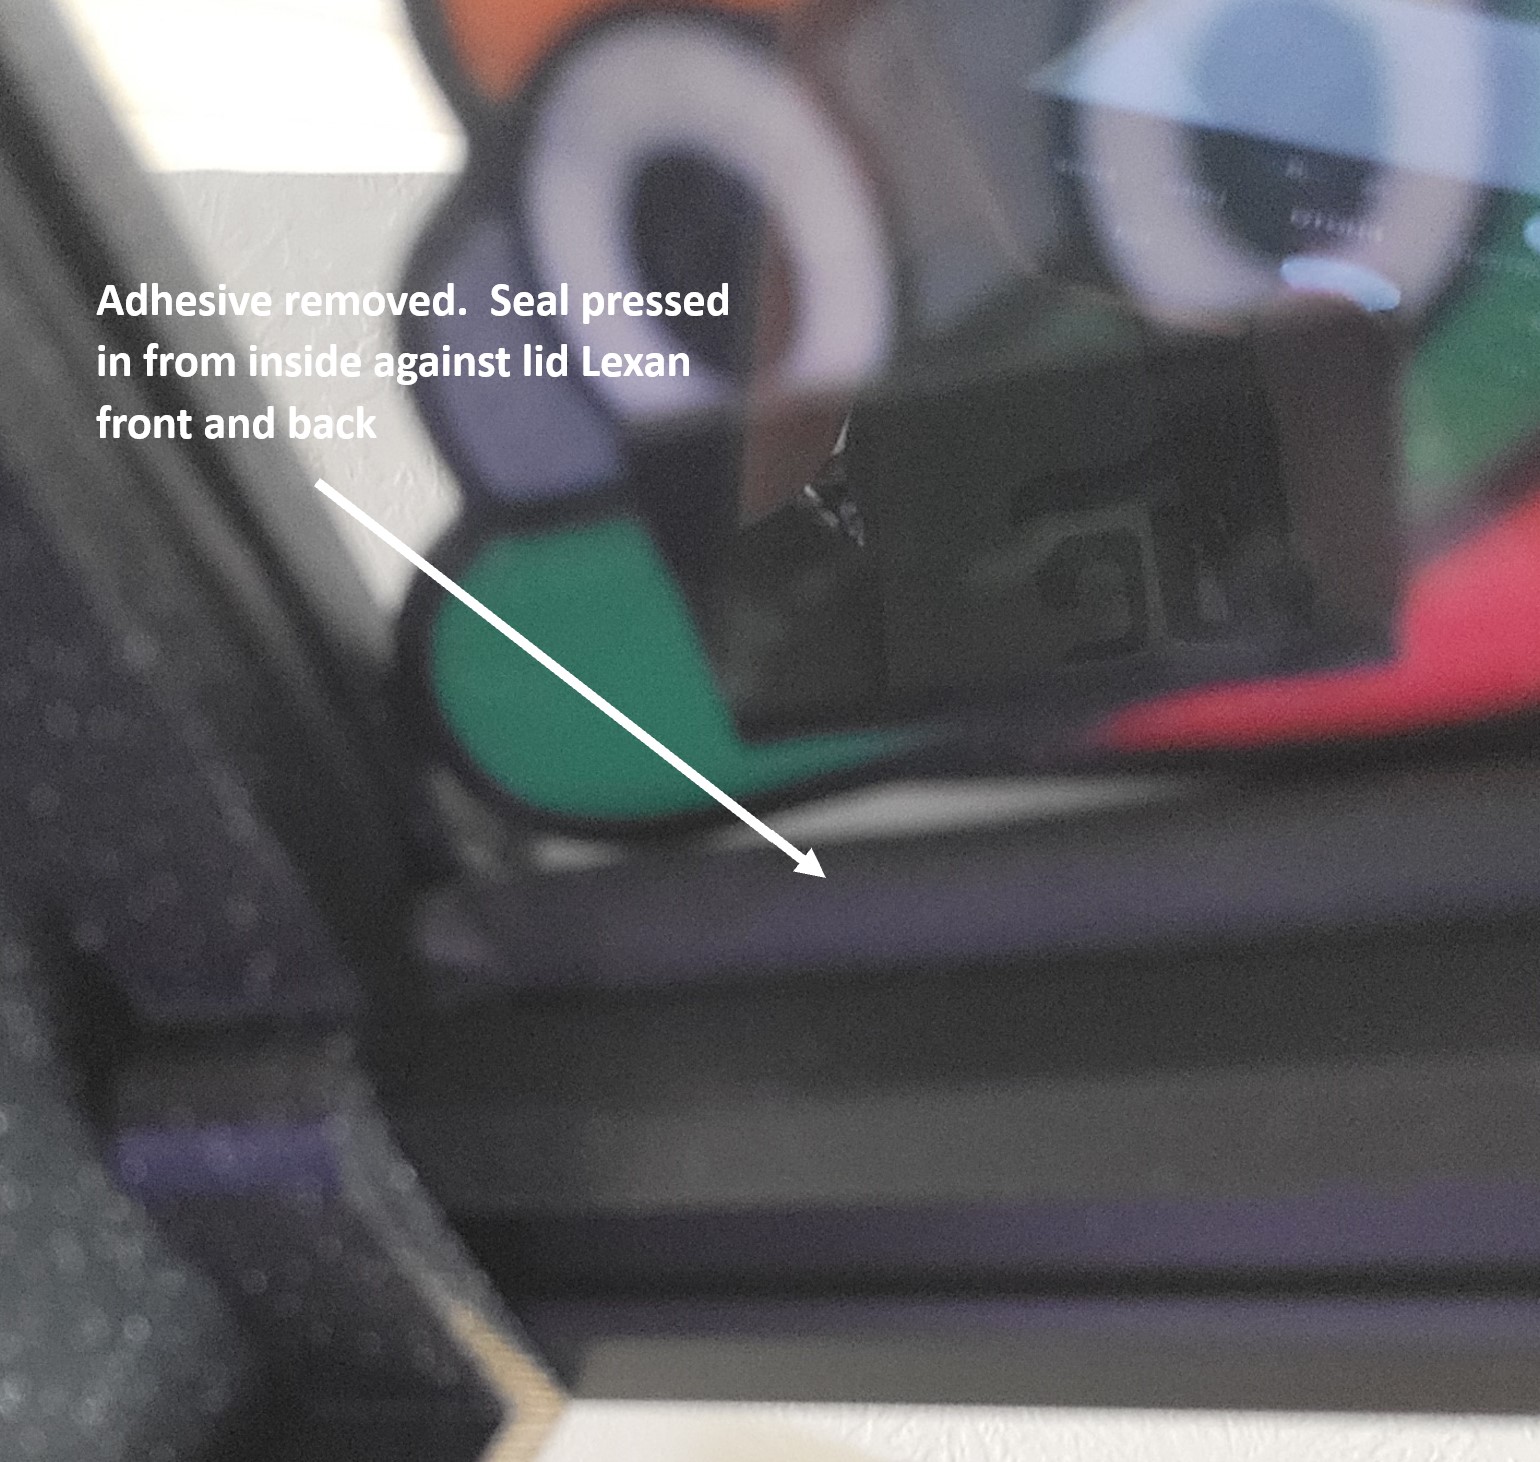 Adhesive removed.  Seal pressed
in from inside against lid Lexan
front and back